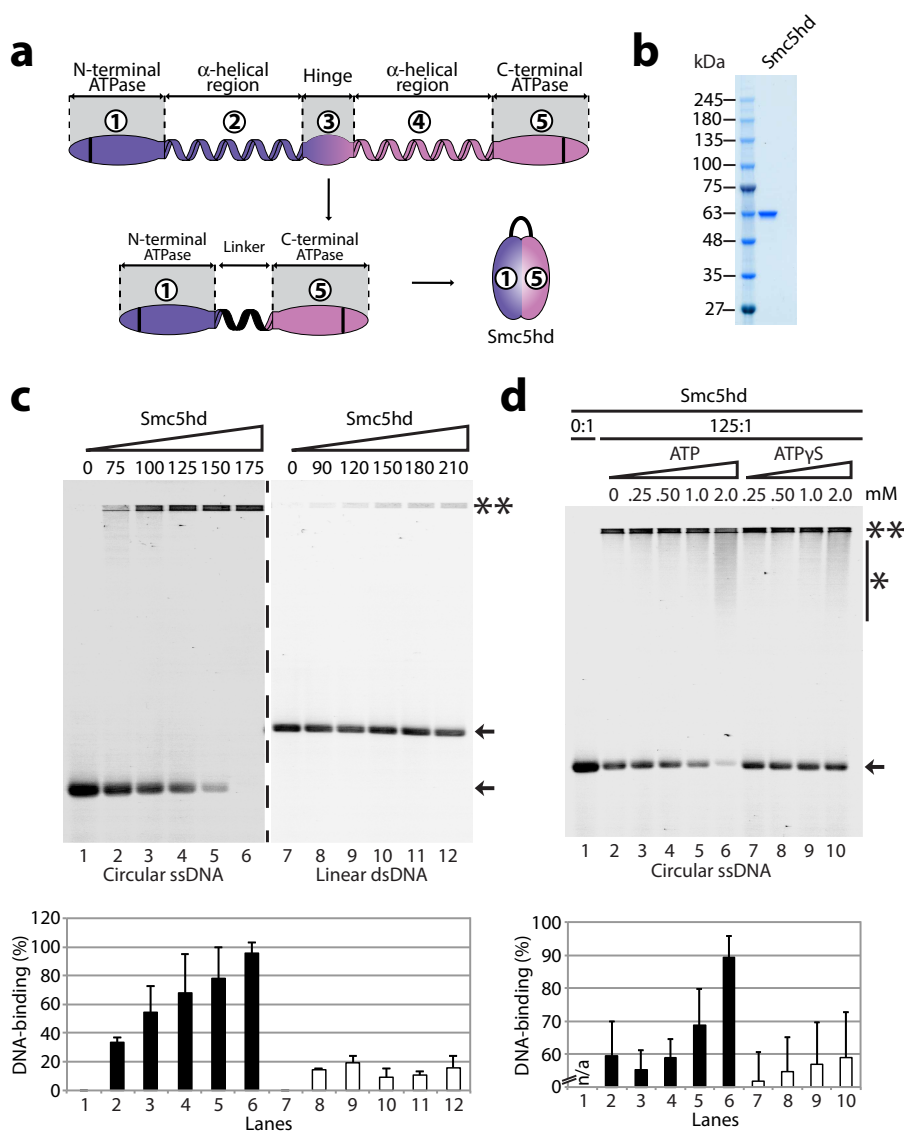 a
N-terminal ATPase
α-helical region
Hinge
α-helical region
C-terminal ATPase
1 2 3 4 5
N-terminal ATPase
Linker
C-terminal ATPase
1 5
1 5
Smc5hd
b
kDa
Smc5hd
245
180
135
100
75
63
48
35
27
c
Smc5hd Smc5hd
0 75 100 125 150 175 0 90 120 150 180 210
**
1 2 3 4 5 6 7 8 9 10 11 12
Circular ssDNA Linear dsDNA
DNA-binding (%)
120
100
80
60
40
20
0
1 2 3 4 5 6 7 8 9 10 11 12
Lanes
d
Smc5hd
0:1 125:1
ATP ATPγS
0 .25 .50 1.0 2.0 .25 .50 1.0 2.0 mM
**
*
1 2 3 4 5 6 7 8 9 10
Circular ssDNA
DNA-binding (%)
100
90
80
70
60
0
n/a
1 2 3 4 5 6 7 8 9 10
Lanes